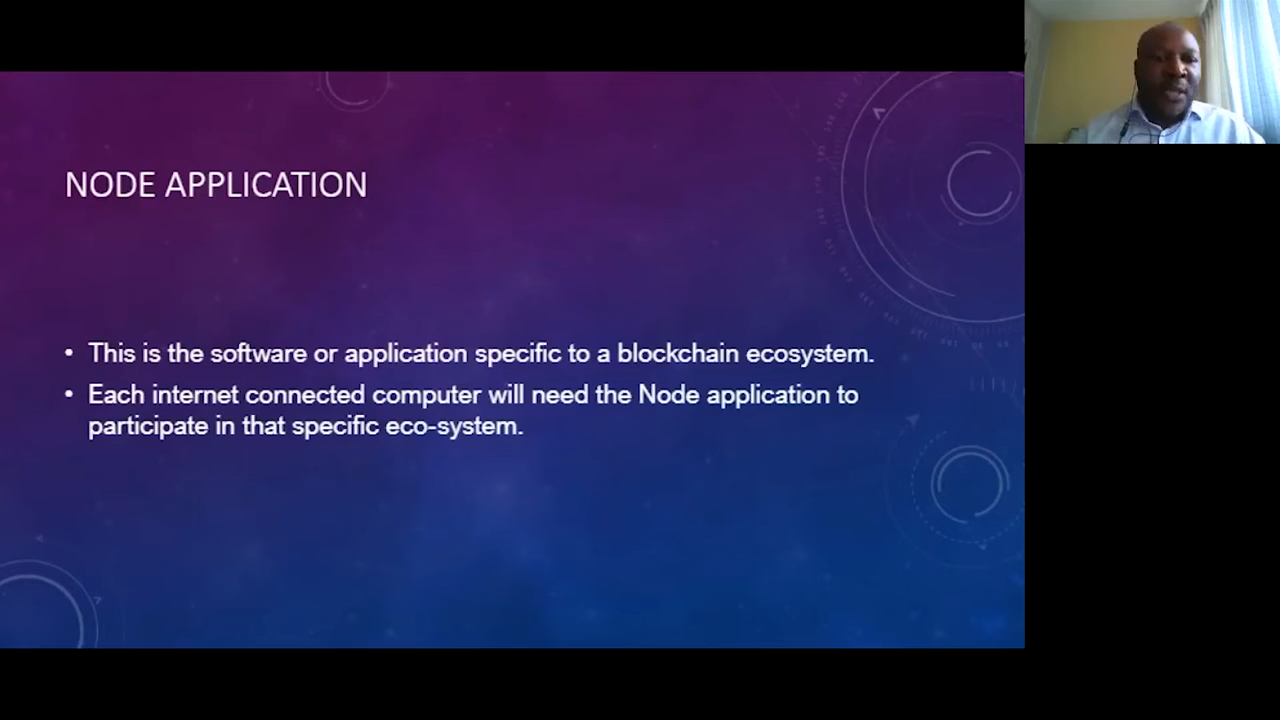 NODE APPLICATION
• This is the software or application specific to a blockchain ecosystem.
• Each internet connected computer will need the Node application to
participate in that specific eco-system.